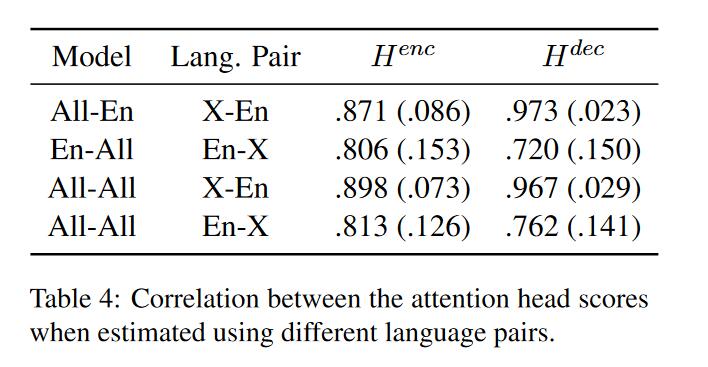 Model Lang. Pair H^enc H^dec
All-En X-En .871 (.086) .973 (.023)
En-All En-X .806 (.153) .720 (.150)
All-All X-En .898 (.073) .967 (.029)
All-All En-X .813 (.126) .762 (.141)
Table 4: Correlation between the attention head scores
when estimated using different language pairs.